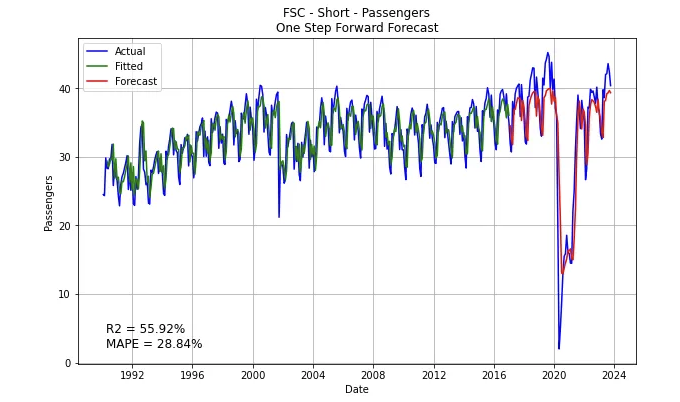 FSC - Short - Passengers
One Step Forward Forecast
Actual
Fitted
Forecast
40
30
20
10
0
Passengers
R2 = 55.92%
MAPE = 28.84%
1992 1996 2000 2004 2008 2012 2016 2020 2024
Date